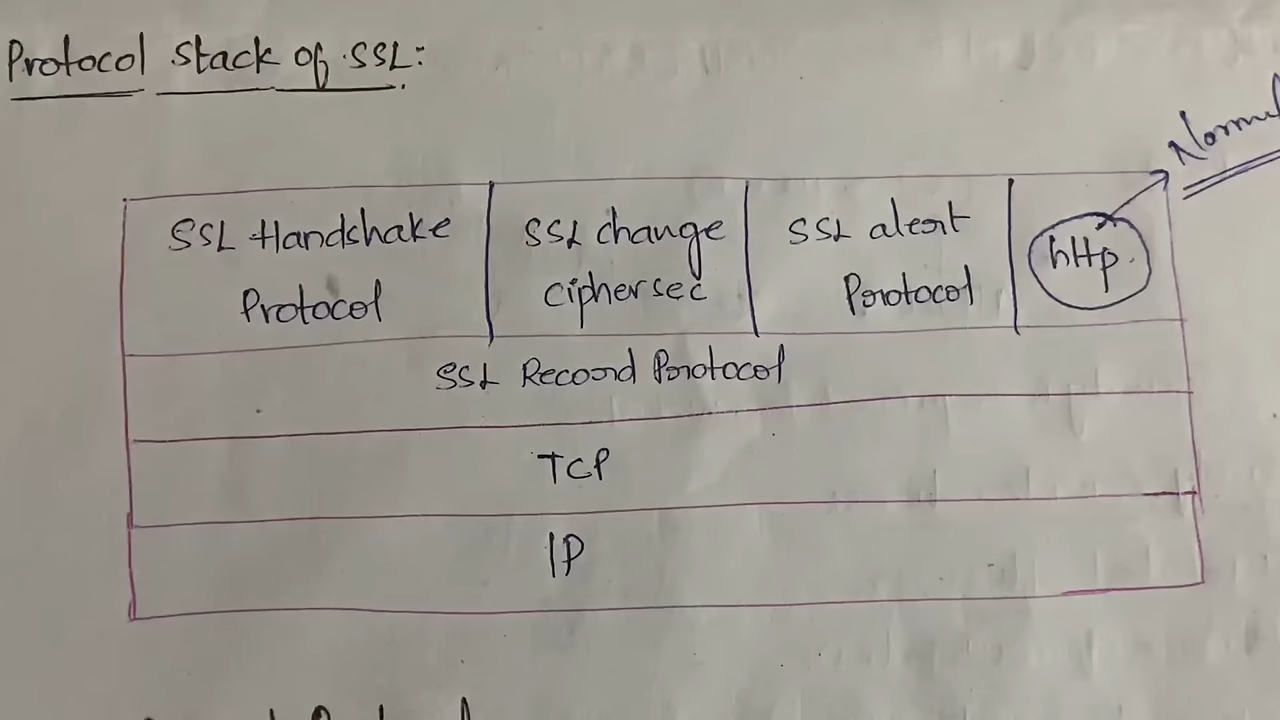 Protocol stack of SSL:
Normal
SSL Handshake
Protocol
SSL change
ciphersec
SSL alert
Protocol
http
SSL Record Protocol
TCP
IP